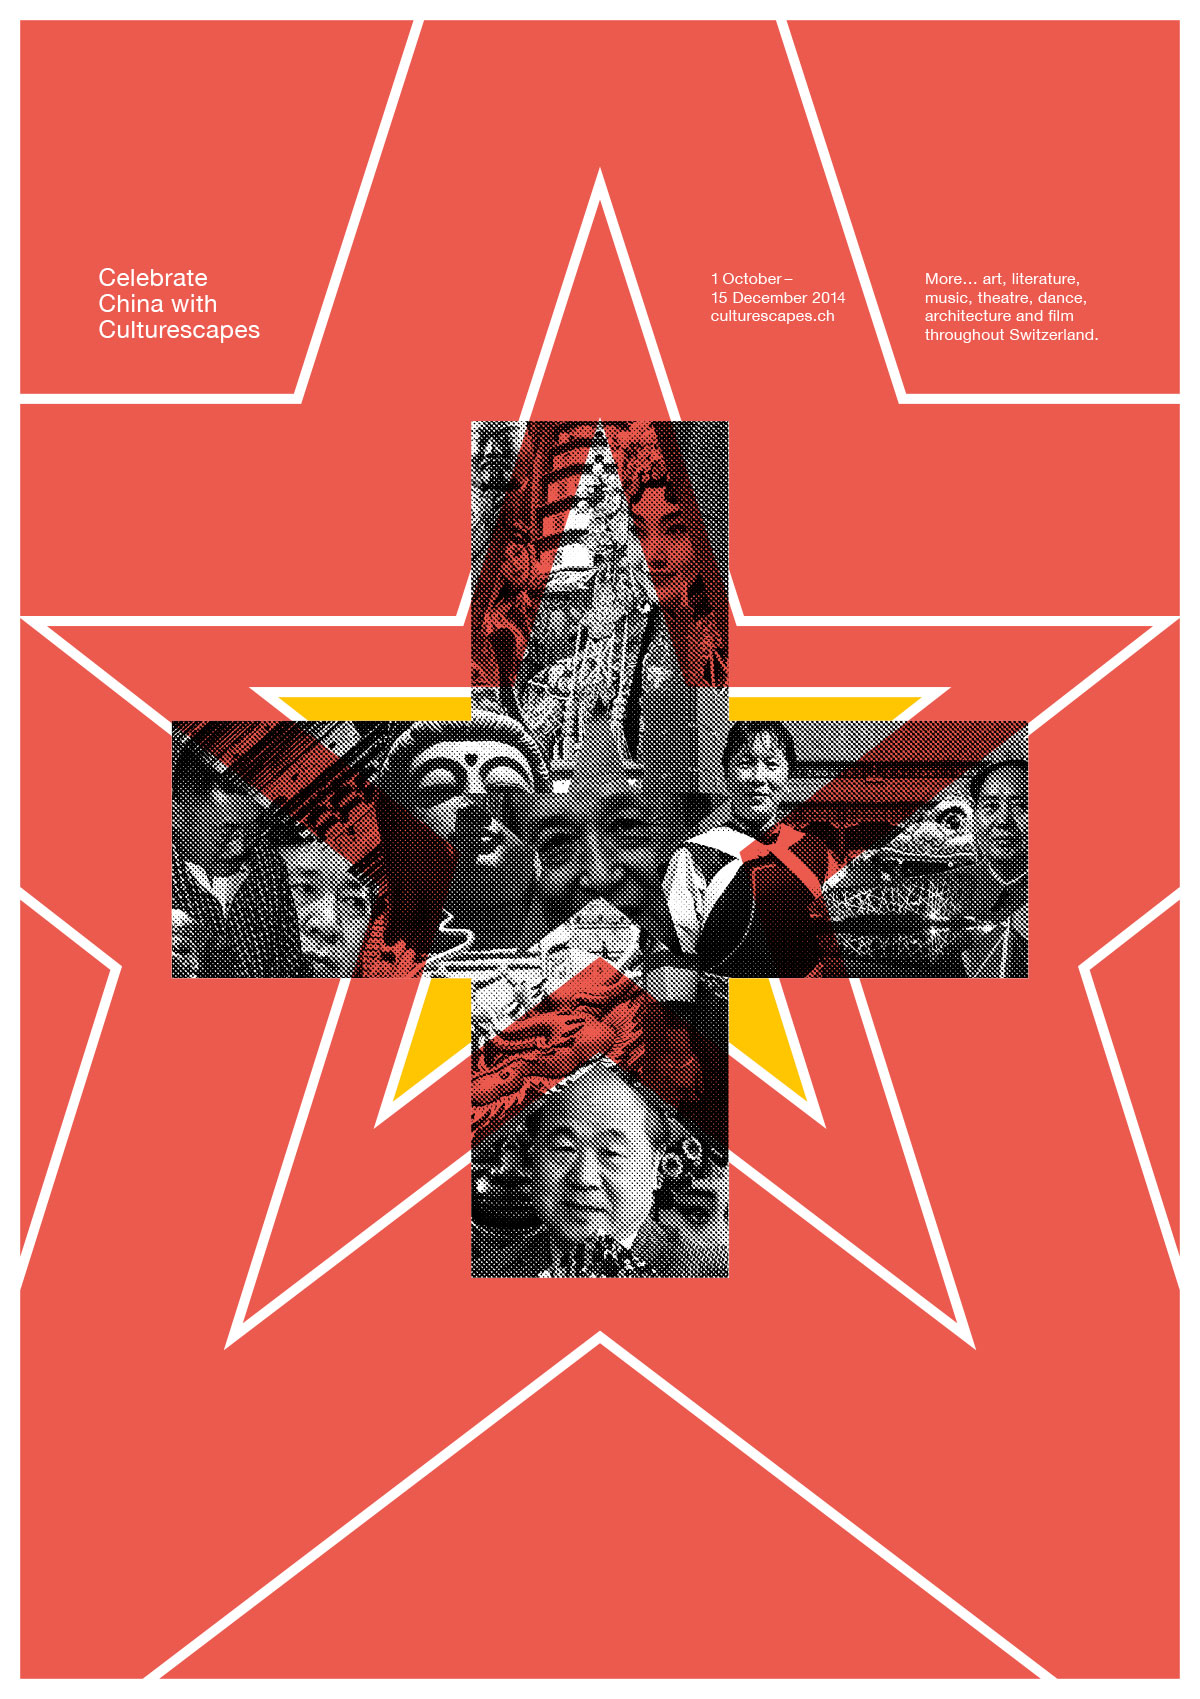 Celebrate
China with
Culturescapes
1 October –
15 December 2014
culturescapes.ch
More… art, literature,
music, theatre, dance,
architecture and film
throughout Switzerland.